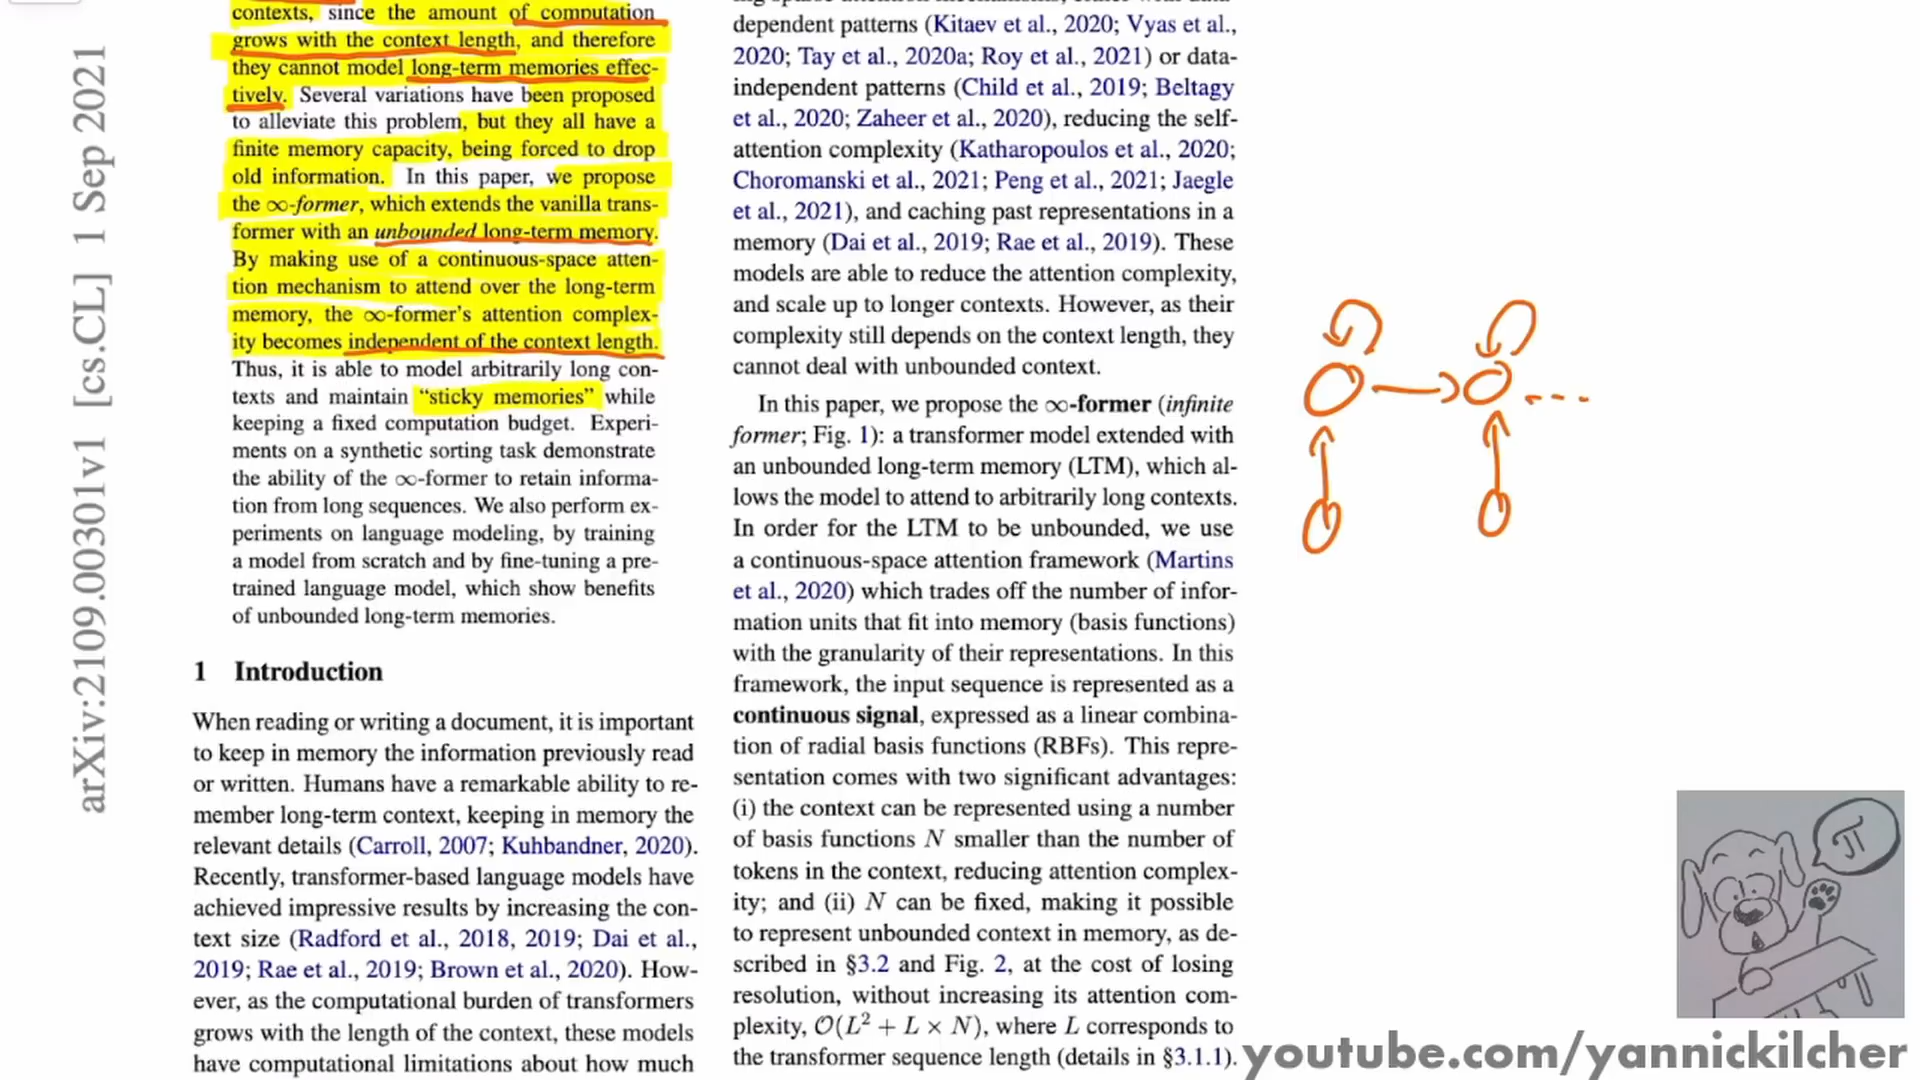 arXiv:2109.00301v1 [cs.CL] 1 Sep 2021
contexts, since the amount of computation
grows with the context length, and therefore
they cannot model long-term memories effec-
tively. Several variations have been proposed
to alleviate this problem, but they all have a
finite memory capacity, being forced to drop
old information. In this paper, we propose
the ∞-former, which extends the vanilla trans-
former with an unbounded long-term memory.
By making use of a continuous-space atten-
tion mechanism to attend over the long-term
memory, the ∞-former's attention complex-
ity becomes independent of the context length.
Thus, it is able to model arbitrarily long con-
texts and maintain “sticky memories” while
keeping a fixed computation budget. Experi-
ments on a synthetic sorting task demonstrate
the ability of the ∞-former to retain informa-
tion from long sequences. We also perform ex-
periments on language modeling, by training
a model from scratch and by fine-tuning a pre-
trained language model, which show benefits
of unbounded long-term memories.
1 Introduction
When reading or writing a document, it is important
to keep in memory the information previously read
or written. Humans have a remarkable ability to re-
member long-term context, keeping in memory the
relevant details (Carroll, 2007; Kuhbandner, 2020).
Recently, transformer-based language models have
achieved impressive results by increasing the con-
text size (Radford et al., 2018, 2019; Dai et al.,
2019; Rae et al., 2019; Brown et al., 2020). How-
ever, as the computational burden of transformers
grows with the length of the context, these models
have computational limitations about how much
dependent patterns (Kitaev et al., 2020; Vyas et al.,
2020; Tay et al., 2020a; Roy et al., 2021) or data-
independent patterns (Child et al., 2019; Beltagy
et al., 2020; Zaheer et al., 2020), reducing the self-
attention complexity (Katharopoulos et al., 2020;
Choromanski et al., 2021; Peng et al., 2021; Jaegle
et al., 2021), and caching past representations in a
memory (Dai et al., 2019; Rae et al., 2019). These
models are able to reduce the attention complexity,
and scale up to longer contexts. However, as their
complexity still depends on the context length, they
cannot deal with unbounded context.
In this paper, we propose the ∞-former (infinite
former; Fig. 1): a transformer model extended with
an unbounded long-term memory (LTM), which al-
lows the model to attend to arbitrarily long contexts.
In order for the LTM to be unbounded, we use
a continuous-space attention framework (Martins
et al., 2020) which trades off the number of infor-
mation units that fit into memory (basis functions)
with the granularity of their representations. In this
framework, the input sequence is represented as a
continuous signal, expressed as a linear combina-
tion of radial basis functions (RBFs). This repre-
sentation comes with two significant advantages:
(i) the context can be represented using a number
of basis functions N smaller than the number of
tokens in the context, reducing attention complex-
ity; and (ii) N can be fixed, making it possible
to represent unbounded context in memory, as de-
scribed in §3.2 and Fig. 2, at the cost of losing
resolution, without increasing its attention com-
plexity, O(L² + L × N), where L corresponds to
the transformer sequence length (details in §3.1.1).
π
youtube.com/yannickilcher